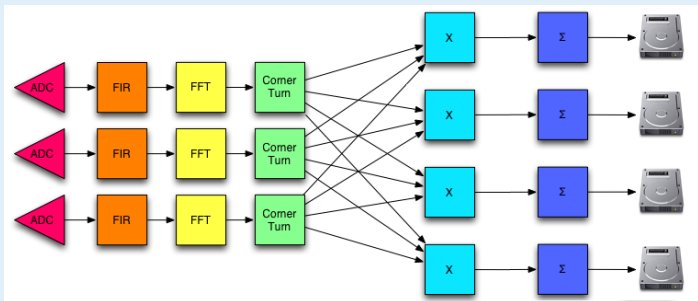 X
Σ
ADC
FIR
FFT
Corner
Turn
X
Σ
ADC
FIR
FFT
Corner
Turn
X
Σ
ADC
FIR
FFT
Corner
Turn
X
Σ